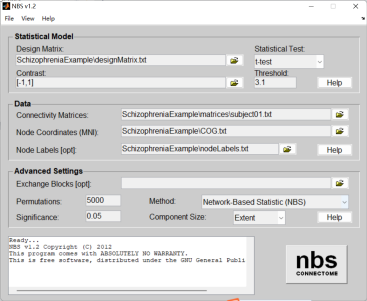 NBS v1.2
File View Help
Statistical Model
Design Matrix: Statistical Test:
SchizophreniaExample\designMatrix.txt t-test
Contrast: Threshold:
[-1,1] 3.1 Help
Data
Connectivity Matrices: SchizophreniaExample\matrices\subject01.txt
Node Coordinates (MNI): SchizophreniaExample\COG.txt
Node Labels [opt]: SchizophreniaExample\nodeLabels.txt Help
Advanced Settings
Exchange Blocks [opt]:
Permutations: 5000 Method: Network-Based Statistic (NBS)
Significance: 0.05 Component Size: Extent Help
Ready...
NBS v1.2 Copyright (C) 2012
This program comes with ABSOLUTELY NO WARRANTY.
This is free software, distributed under the GNU General Publi
nbs
CONNECTOME